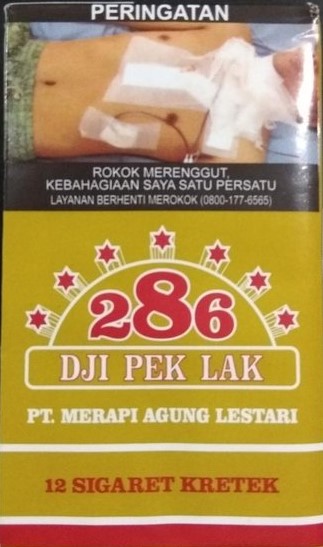 PERINGATAN
ROKOK MERENGGUT,
KEBAHAGIAAN SAYA SATU PERSATU
LAYANAN BERHENTI MEROKOK (0800-177-6565)
286
DJI PEK LAK
PT. MERAPI AGUNG LESTARI
12 SIGARET KRETEK